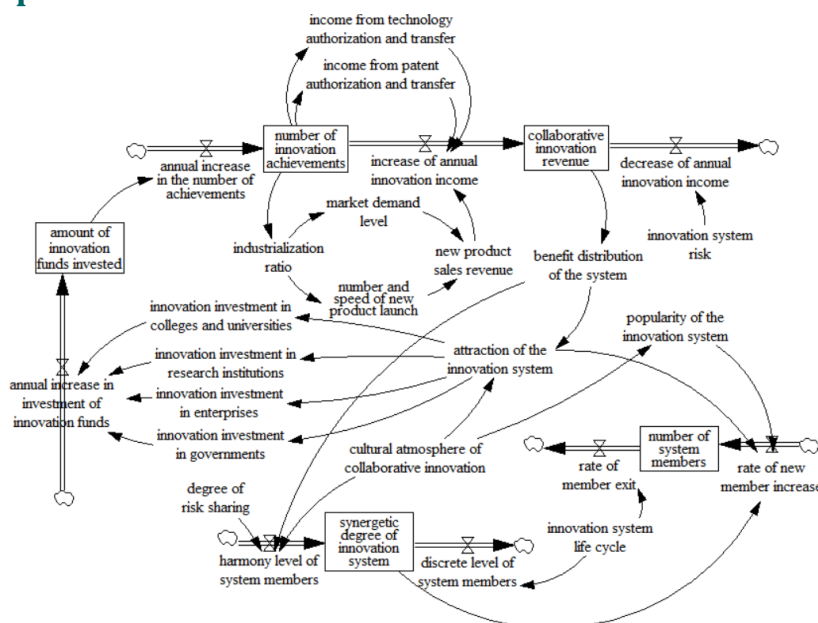 income from technology
authorization and transfer
income from patent
authorization and transfer
number of
innovation
achievements
collaborative
innovation
revenue
annual increase
in the number of
achievements
increase of annual
innovation income
decrease of annual
innovation income
amount of
innovation
funds invested
market demand
level
industrialization
ratio
new product
sales revenue
benefit distribution
of the system
innovation system
risk
number and
speed of new
product launch
innovation investment in
colleges and universities
popularity of the
innovation system
attraction of the
innovation system
innovation investment in
research institutions
annual increase in
investment of
innovation funds
innovation investment
in enterprises
innovation investment
in governments
cultural atmosphere of
collaborative innovation
number of
system
members
rate of
member exit
rate of new
member increase
degree of
risk sharing
synergetic
degree of
innovation
system
innovation system
life cycle
harmony level of
system members
discrete level of
system members